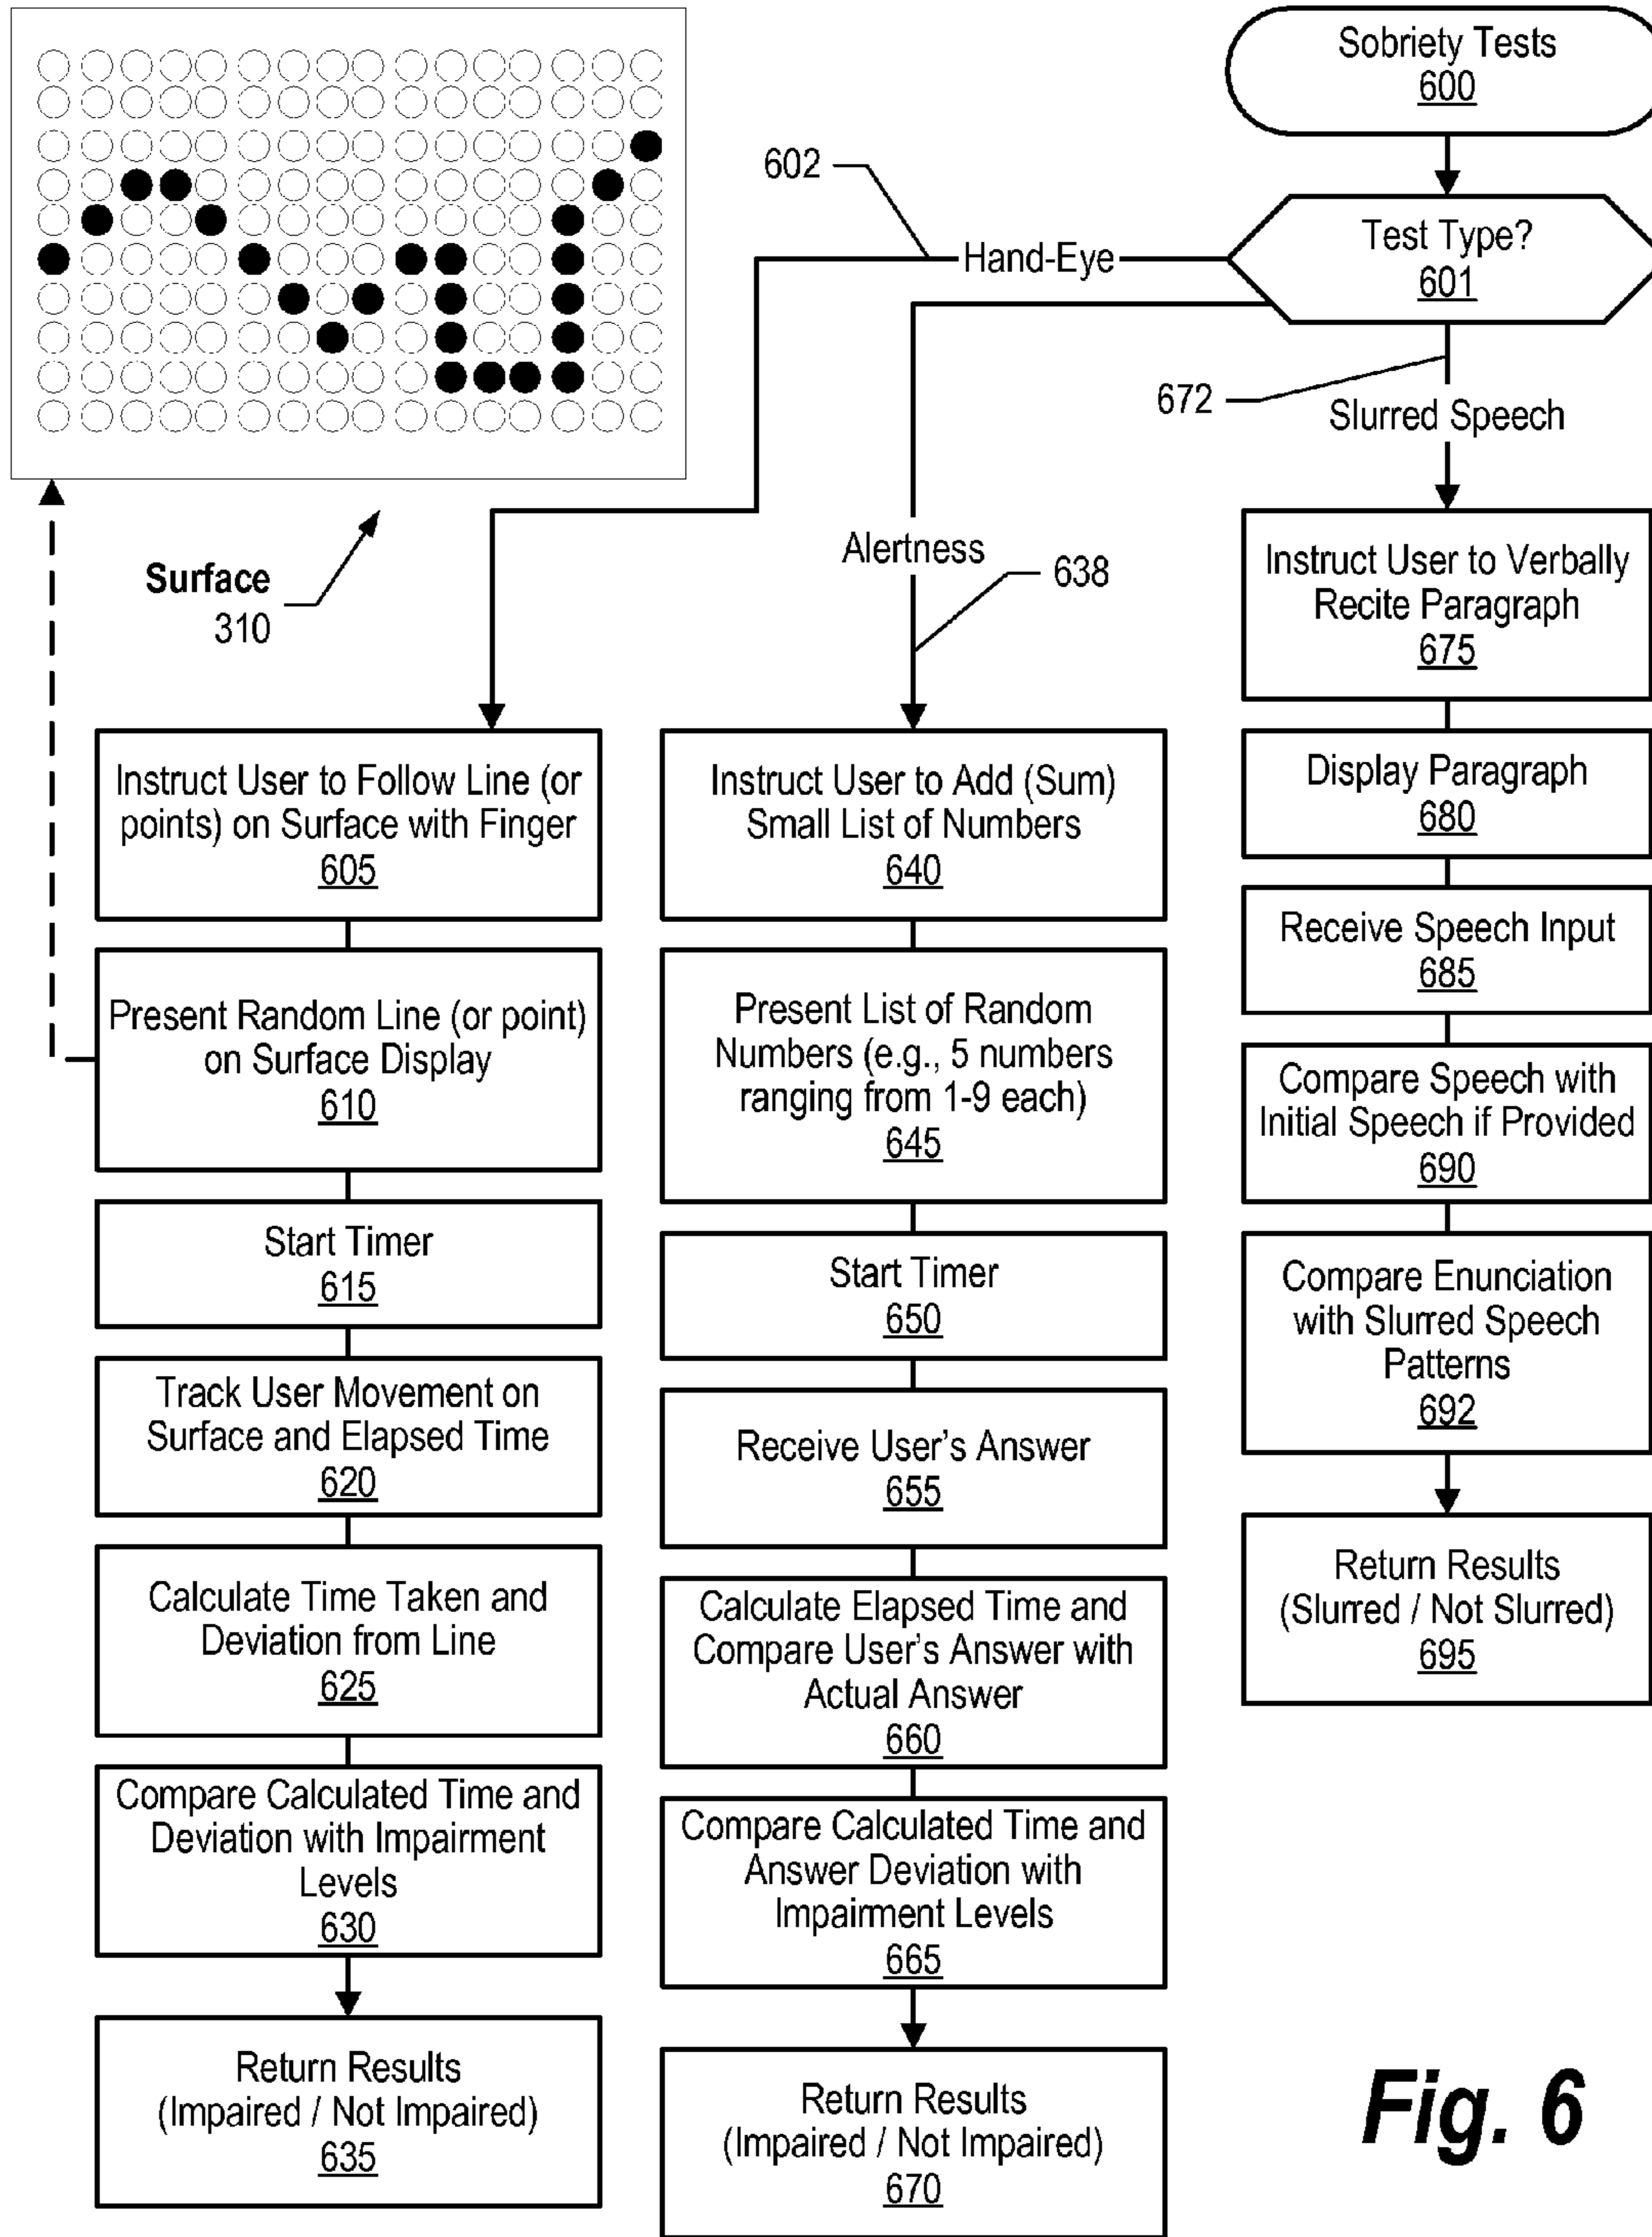 Sobriety Tests
600
Test Type?
601
602
Hand-Eye
672
Slurred Speech
Alertness
638
Surface
310
Instruct User to Follow Line (or
points) on Surface with Finger
605
Present Random Line (or point)
on Surface Display
610
Start Timer
615
Track User Movement on
Surface and Elapsed Time
620
Calculate Time Taken and
Deviation from Line
625
Compare Calculated Time and
Deviation with Impairment
Levels
630
Return Results
(Impaired / Not Impaired)
635
Instruct User to Add (Sum)
Small List of Numbers
640
Present List of Random
Numbers (e.g., 5 numbers
ranging from 1-9 each)
645
Start Timer
650
Receive User's Answer
655
Calculate Elapsed Time and
Compare User's Answer with
Actual Answer
660
Compare Calculated Time and
Answer Deviation with
Impairment Levels
665
Return Results
(Impaired / Not Impaired)
670
Instruct User to Verbally
Recite Paragraph
675
Display Paragraph
680
Receive Speech Input
685
Compare Speech with
Initial Speech if Provided
690
Compare Enunciation
with Slurred Speech
Patterns
692
Return Results
(Slurred / Not Slurred)
695
Fig. 6